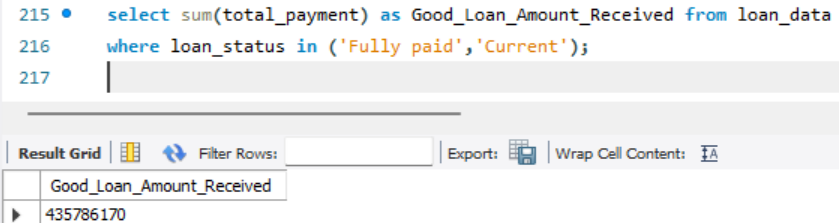 215 select sum(total_payment) as Good_Loan_Amount_Received from loan_data
216 where loan_status in ('Fully paid','Current');
217
Result Grid Filter Rows: Export: Wrap Cell Content: IA
Good_Loan_Amount_Received
435786170